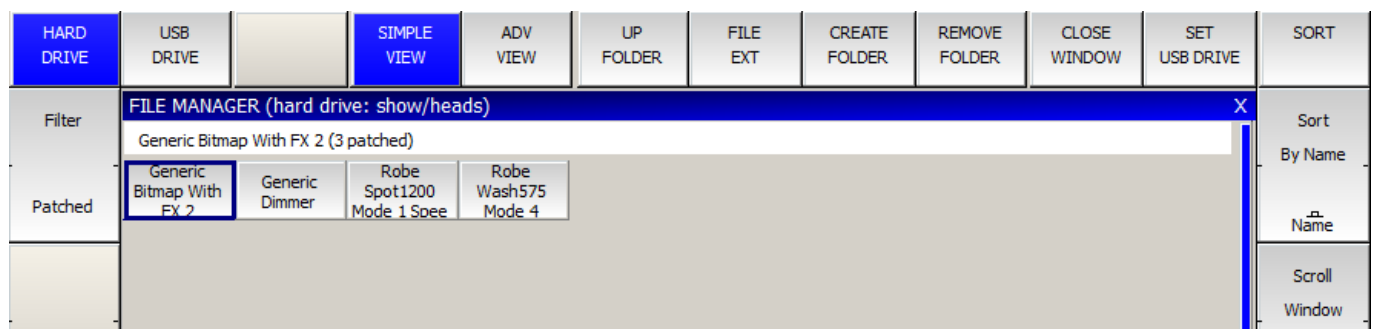 HARD
DRIVE
USB
DRIVE
SIMPLE
VIEW
ADV
VIEW
UP
FOLDER
FILE
EXT
CREATE
FOLDER
REMOVE
FOLDER
CLOSE
WINDOW
SET
USB DRIVE
SORT
Filter
Patched
FILE MANAGER (hard drive: show/heads) X
Generic Bitmap With FX 2 (3 patched)
Generic
Bitmap With
FX 2
Generic
Dimmer
Robe
Spot1200
Mode 1 Spee
Robe
Wash575
Mode 4
Sort
By Name
Name
Scroll
Window